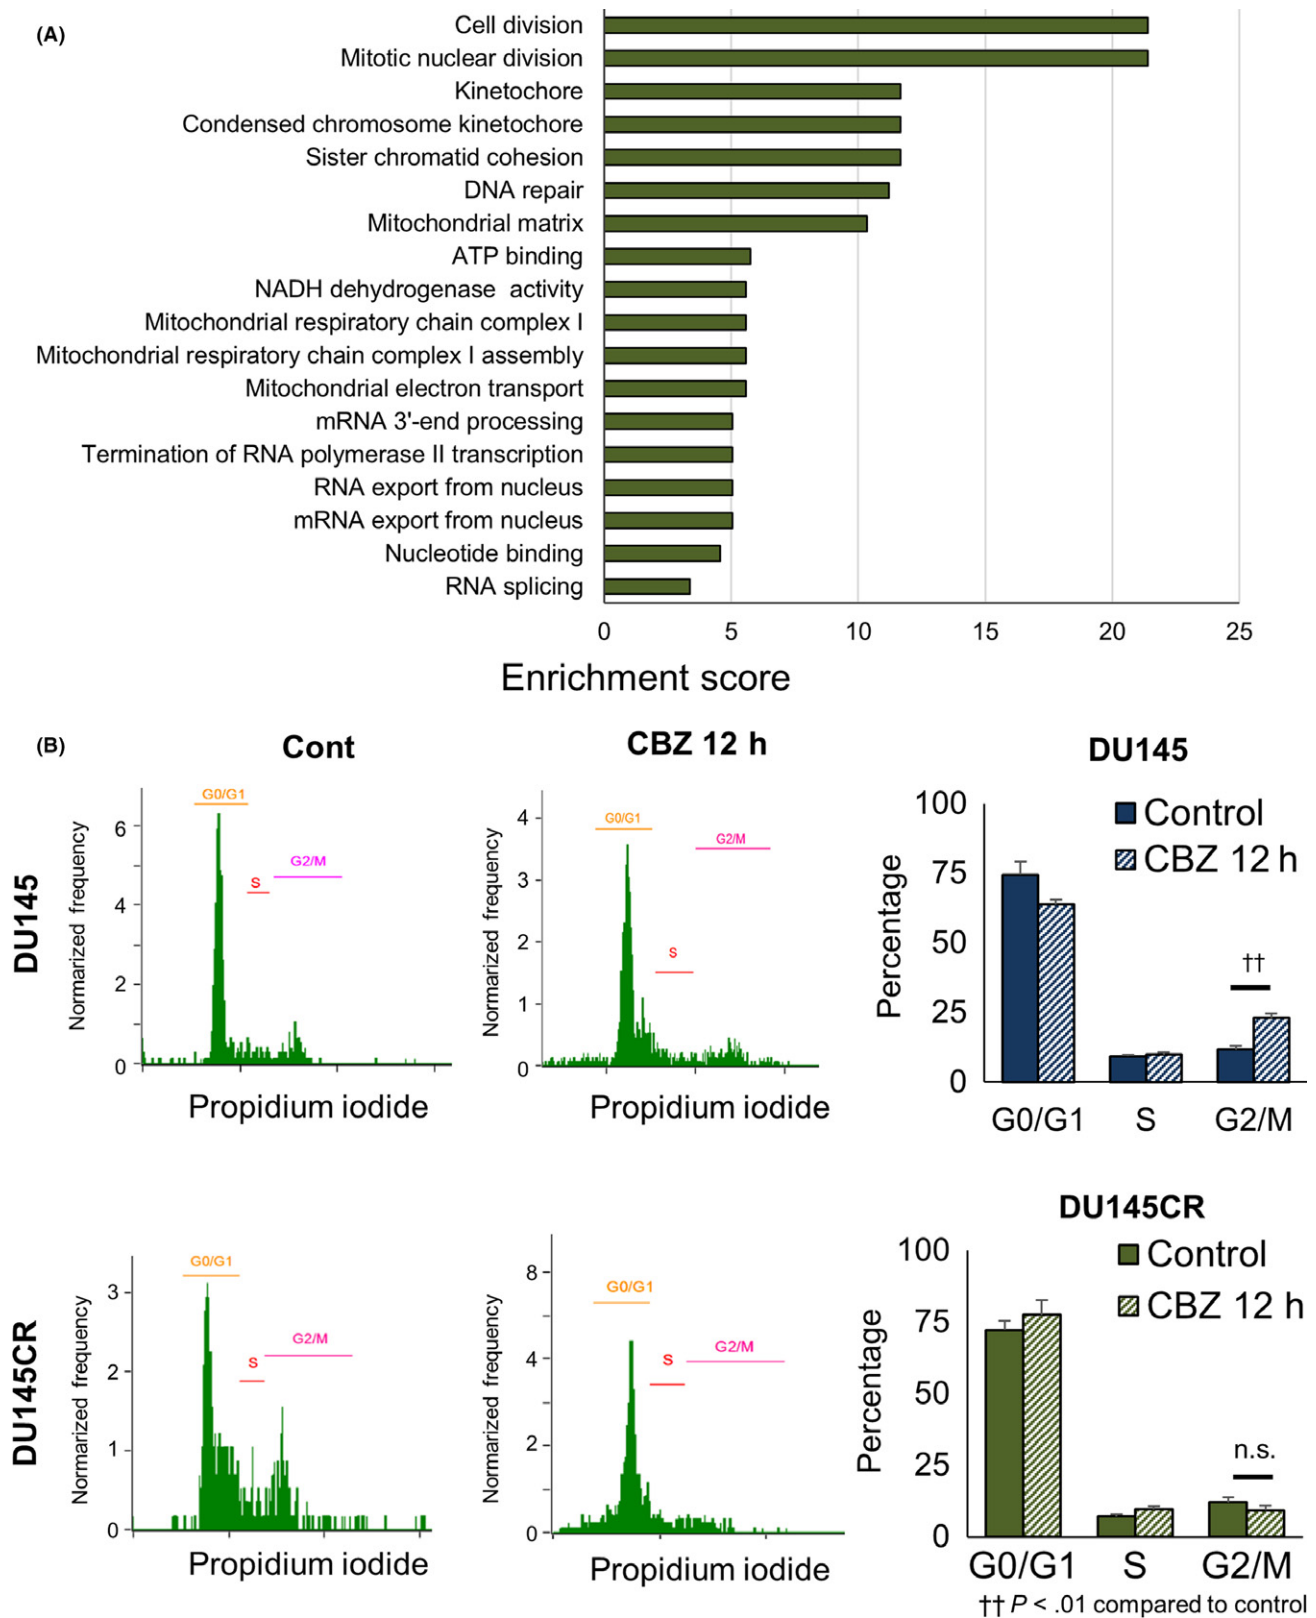 (A)
Cell division
Mitotic nuclear division
Kinetochore
Condensed chromosome kinetochore
Sister chromatid cohesion
DNA repair
Mitochondrial matrix
ATP binding
NADH dehydrogenase activity
Mitochondrial respiratory chain complex I
Mitochondrial respiratory chain complex I assembly
Mitochondrial electron transport
mRNA 3'-end processing
Termination of RNA polymerase II transcription
RNA export from nucleus
mRNA export from nucleus
Nucleotide binding
RNA splicing
0 5 10 15 20 25
Enrichment score
(B)
Cont
CBZ 12 h
DU145
DU145
Normarized frequency
6
4
2
0
G0/G1
S
G2/M
Propidium iodide
Normarized frequency
4
3
2
1
0
G0/G1
S
G2/M
Propidium iodide
Percentage
100
75
50
25
0
Control
CBZ 12 h
††
G0/G1 S G2/M
DU145CR
Normarized frequency
3
2
1
0
G0/G1
S
G2/M
Propidium iodide
Normarized frequency
8
4
2
0
G0/G1
S
G2/M
Propidium iodide
DU145CR
Percentage
100
75
50
25
0
Control
CBZ 12 h
n.s.
G0/G1 S G2/M
†† P < .01 compared to control